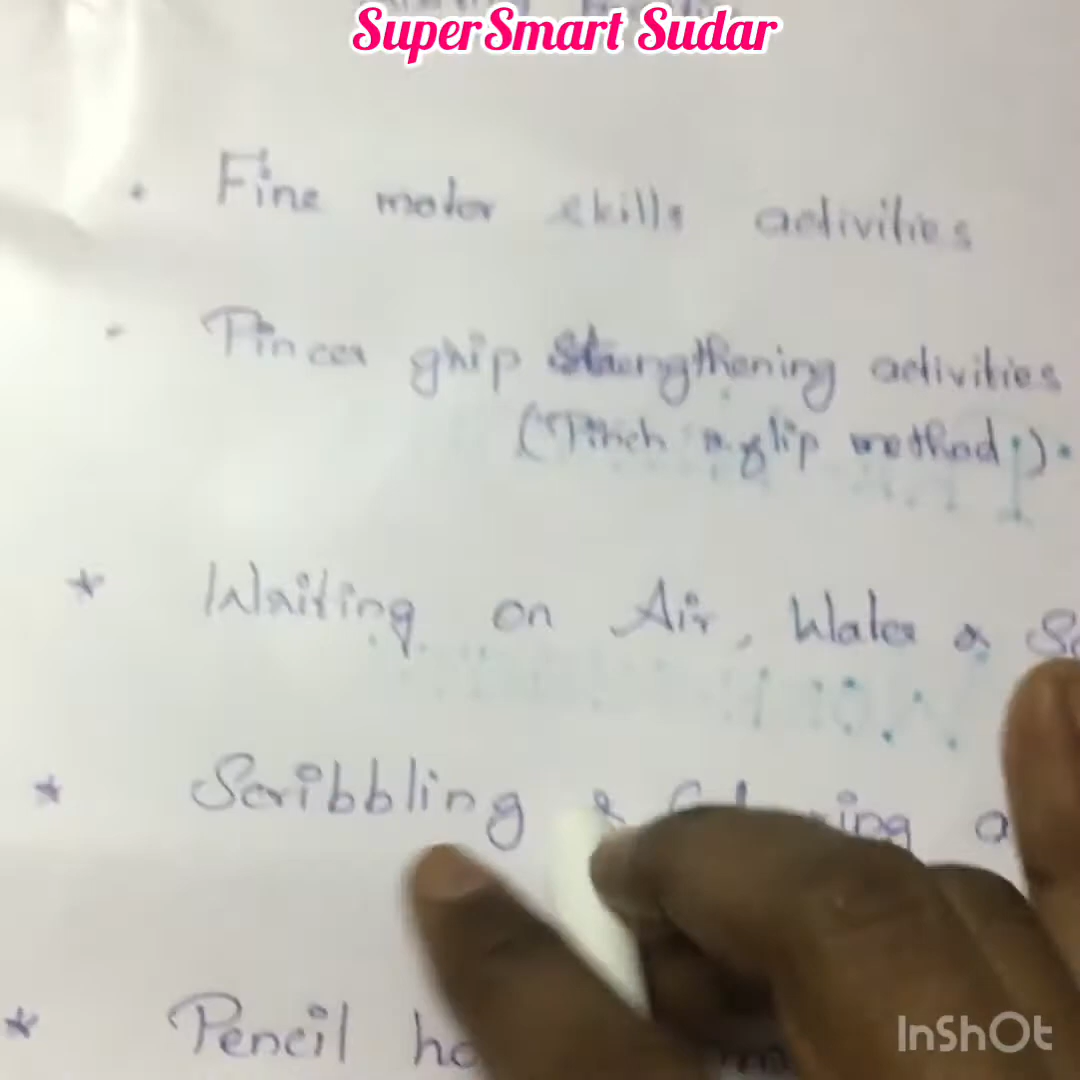 SuperSmart Sudar
Fine motor skills activities
Pincer grip strengthening activities
(Pinch & flip method).
Writing on Air, Water &
Scribbling &
Pencil
InShOt